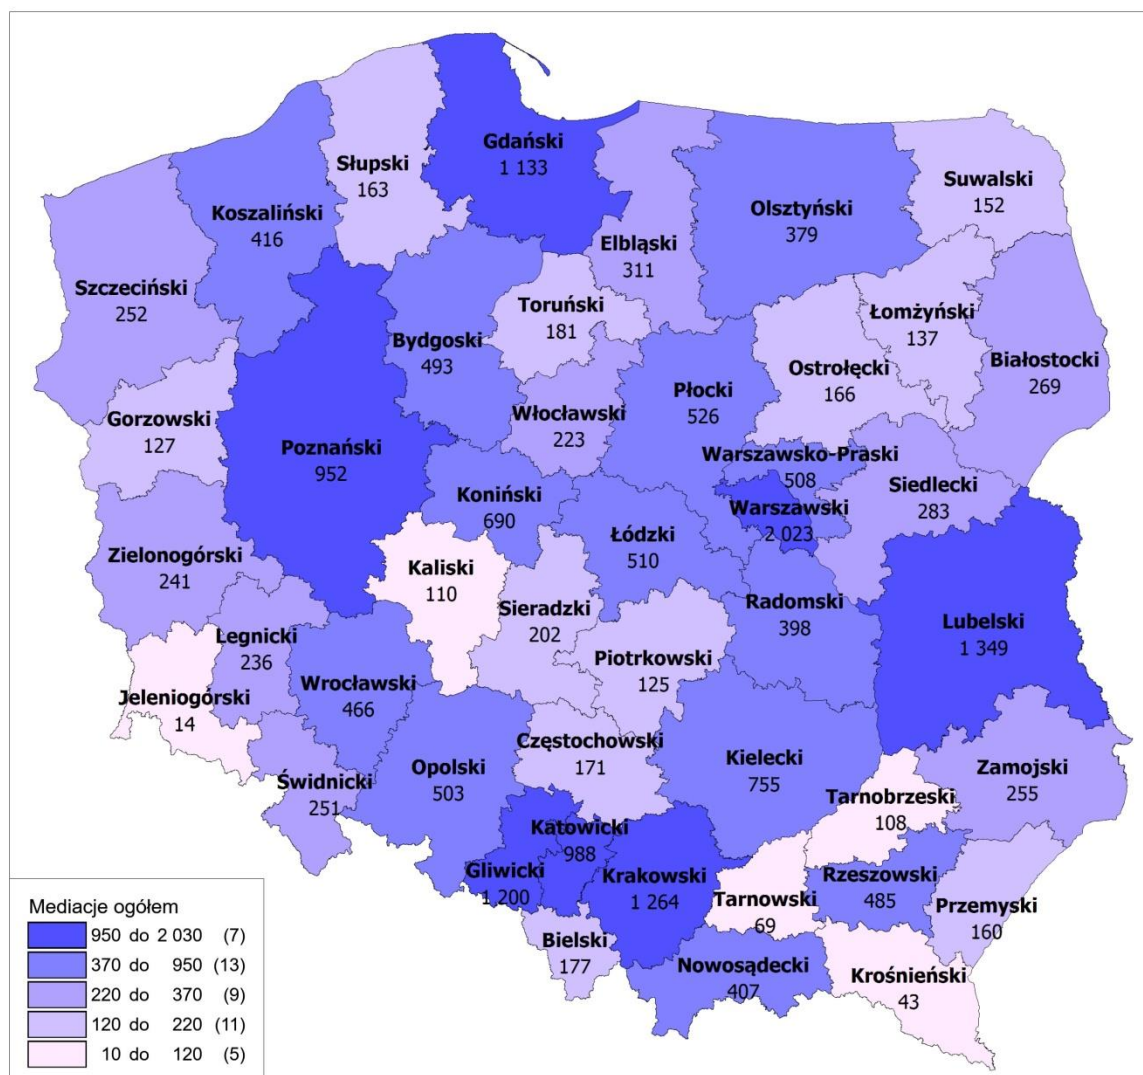 Gdański
1 133
Słupski
163
Suwalski
152
Koszaliński
416
Olsztyński
379
Elbląski
311
Szczeciński
252
Toruński
181
Łomżyński
137
Bydgoski
493
Białostocki
269
Ostrołęcki
166
Płocki
526
Gorzowski
127
Włocławski
223
Poznański
952
Warszawsko-Praski
508
Siedlecki
283
Koniński
690
Warszawski
2 023
Łódzki
510
Zielonogórski
241
Kaliski
110
Sieradzki
202
Radomski
398
Lubelski
1 349
Legnicki
236
Piotrkowski
125
Jeleniogórski
14
Wrocławski
466
Częstochowski
171
Kielecki
755
Opolski
503
Zamojski
255
Świdnicki
251
Tarnobrzeski
108
Katowicki
988
Gliwicki
1 200
Krakowski
1 264
Tarnowski
69
Rzeszowski
485
Przemyski
160
Bielski
177
Nowosądecki
407
Krośnieński
43
Mediacje ogółem
950 do 2 030 (7)
370 do 950 (13)
220 do 370 (9)
120 do 220 (11)
10 do 120 (5)